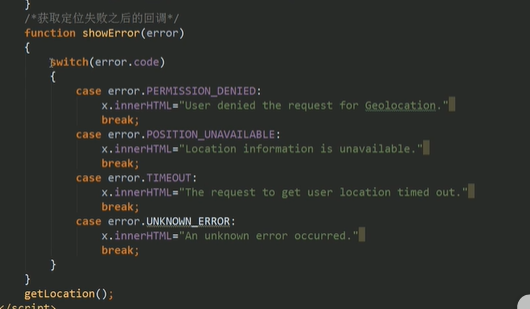 }
/*获取定位失败之后的回调*/
function showError(error)
{
switch(error.code)
{
case error.PERMISSION_DENIED:
x.innerHTML="User denied the request for Geolocation."
break;
case error.POSITION_UNAVAILABLE:
x.innerHTML="Location information is unavailable."
break;
case error.TIMEOUT:
x.innerHTML="The request to get user location timed out."
break;
case error.UNKNOWN_ERROR:
x.innerHTML="An unknown error occurred."
break;
}
}
getLocation();
</script>